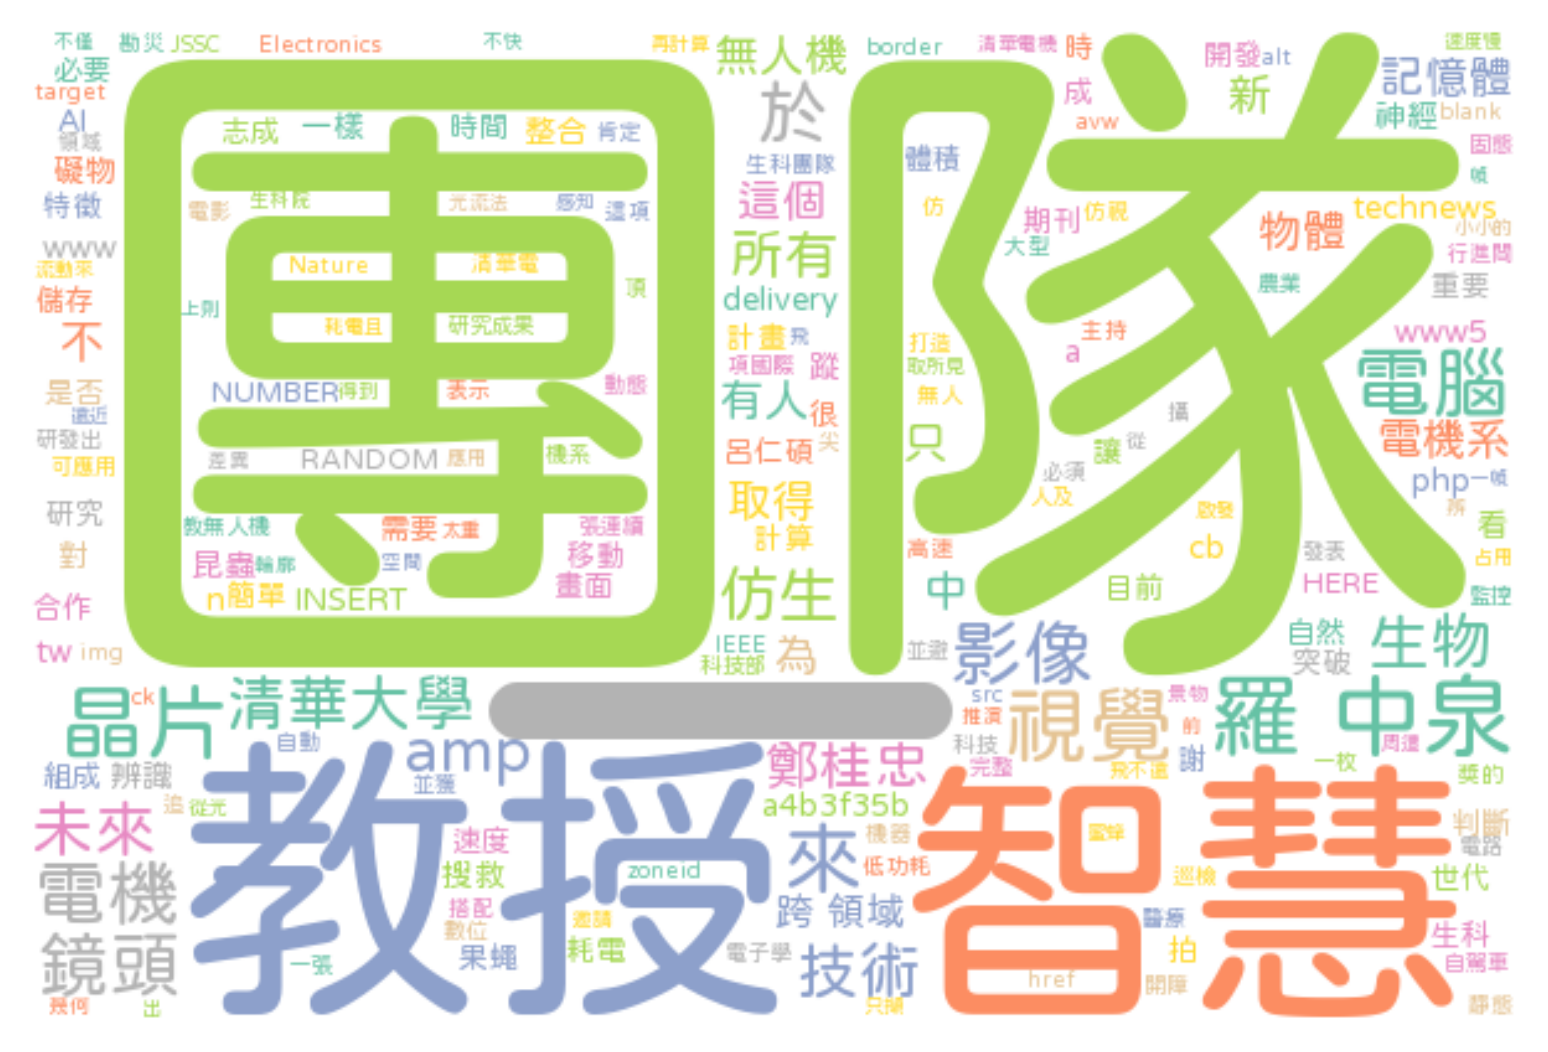 不僅 勘災 JSSC Electronics 不快 再計算 無人機 border 清華電機 時 開發 alt 速度慢
必要 記憶體
target 於 成 新 神經 blank
AI 團隊 avw
領域 志成 一樣 時間 整合 肯定 固態
礙物 生科團隊 體積 嘖
特徵 電影 生科院 光流法 感知 這項 這個 仿 期刊 仿視 物體 technews
小小的
www 所有 大型 行進間
流動來 Nature 清華電 農業 重要
儲存 上則 頂 delivery
不 耗電且 研究成果 計畫 飛 打造 主持 www5
項國際 蹤 取所見 a 電腦
是否 NUMBER 得到 表示 動態 有人 很 無人
遠近 攝
研發出 呂仁碩 尖 只 讓 從 電機系
可應用 差異 RANDOM 應用 機系 必須 php 一幀
研究 取得 人及 啟發 辨
教無人機 需要 太重 張連續 計算 看
對 昆蟲 輪廓 空間 移動 高速 cb 發表 占用
n 簡單 INSERT 畫面 仿生 中 目前 HERE 監控
合作
tw img IEEE 為 並避 影像 自然 生物
科技部 突破
晶片 ck 清華大學 — src 視覺 景物 羅 中泉
自動 推演 前 周遭
組成 辨識 amp 鄭桂忠 科技 完整 飛不遠 謝 一枚 獎的
教授 並獲 智慧
未來 追 從光 a4b3f35b 判斷
速度 來 機器 蜜蜂 電路
電機 搜救 zoneid 低功耗 巡檢 世代
搭配 邀請 跨 領域 醫療
數位 生科
鏡頭 一張 果蠅 耗電 電子學 技術 拍 自駕車
href 開障
幾何 出 只閘 靜態